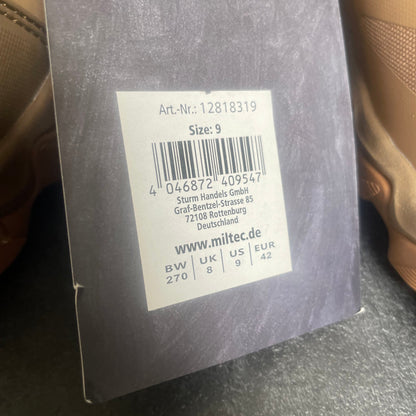 Art.-Nr.: 12818319
Size: 9
4 046872 409547
Sturm Handels GmbH
Graf-Bentzel-Strasse 85
72108 Rottenburg
Deutschland
www.miltec.de
BW | UK | US | EUR
270 | 8 | 9 | 42